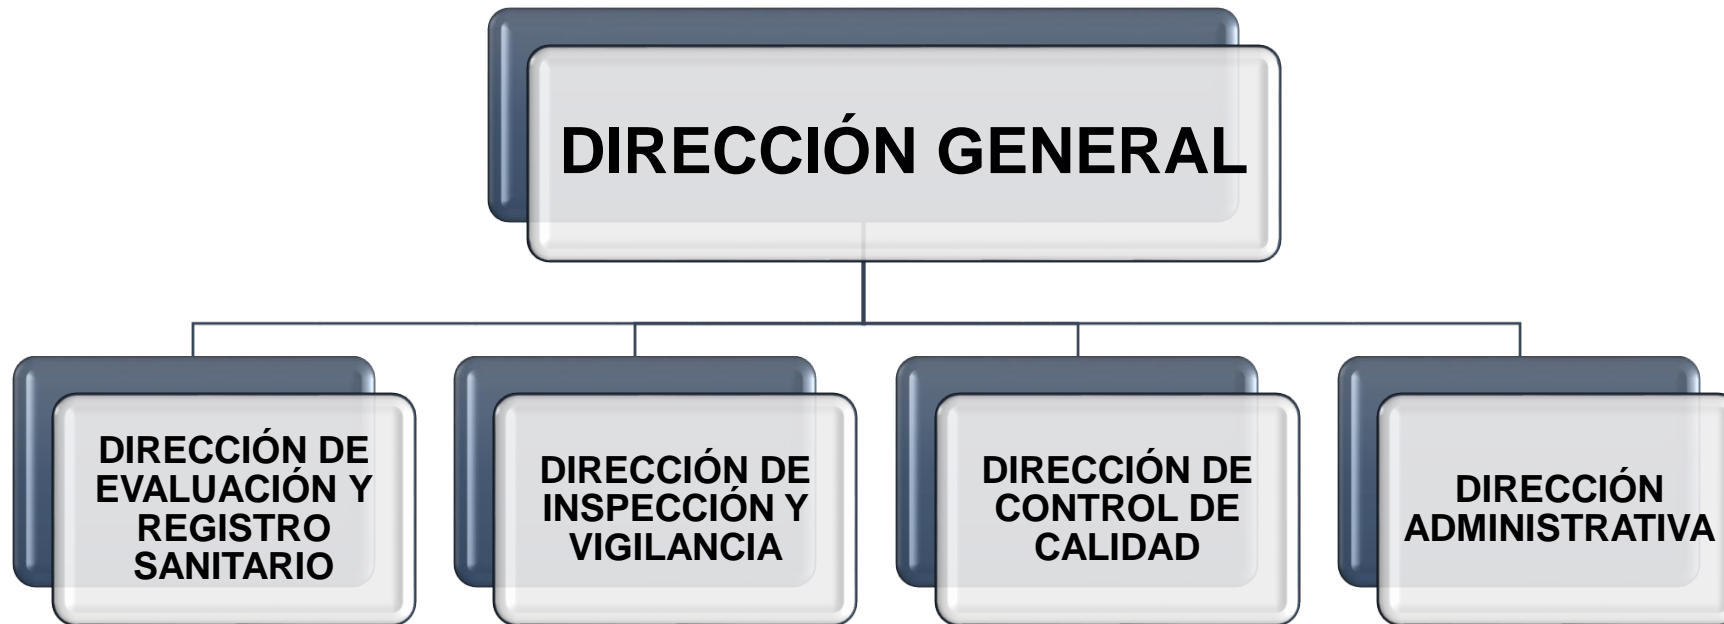 DIRECCIÓN GENERAL
DIRECCIÓN DE
EVALUACIÓN Y
REGISTRO
SANITARIO
DIRECCIÓN DE
INSPECCIÓN Y
VIGILANCIA
DIRECCIÓN DE
CONTROL DE
CALIDAD
DIRECCIÓN
ADMINISTRATIVA